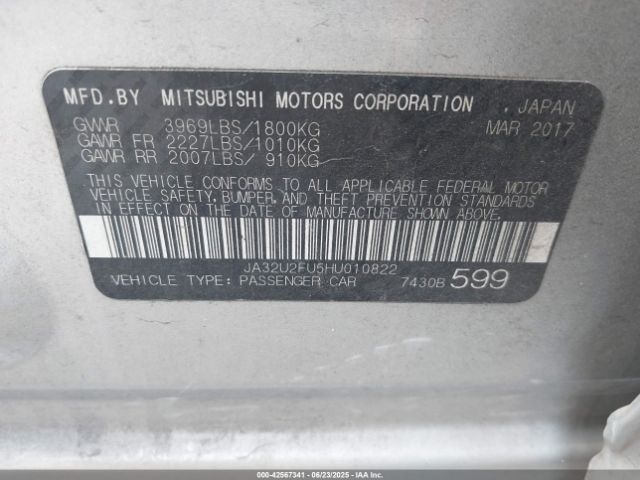 MFD.BY MITSUBISHI MOTORS CORPORATION . JAPAN
GVWR 3969LBS/1800KG MAR 2017
GAWR FR 2227LBS/1010KG
GAWR RR 2007LBS/ 910KG
THIS VEHICLE CONFORMS TO ALL APPLICABLE FEDERAL MOTOR
VEHICLE SAFETY, BUMPER, AND THEFT PREVENTION STANDARDS
IN EFFECT ON THE DATE OF MANUFACTURE SHOWN ABOVE.
JA32U2FU5HU010822
VEHICLE TYPE: PASSENGER CAR 7430B 599
000-42567341 - 06/23/2025 - IAAI.COM